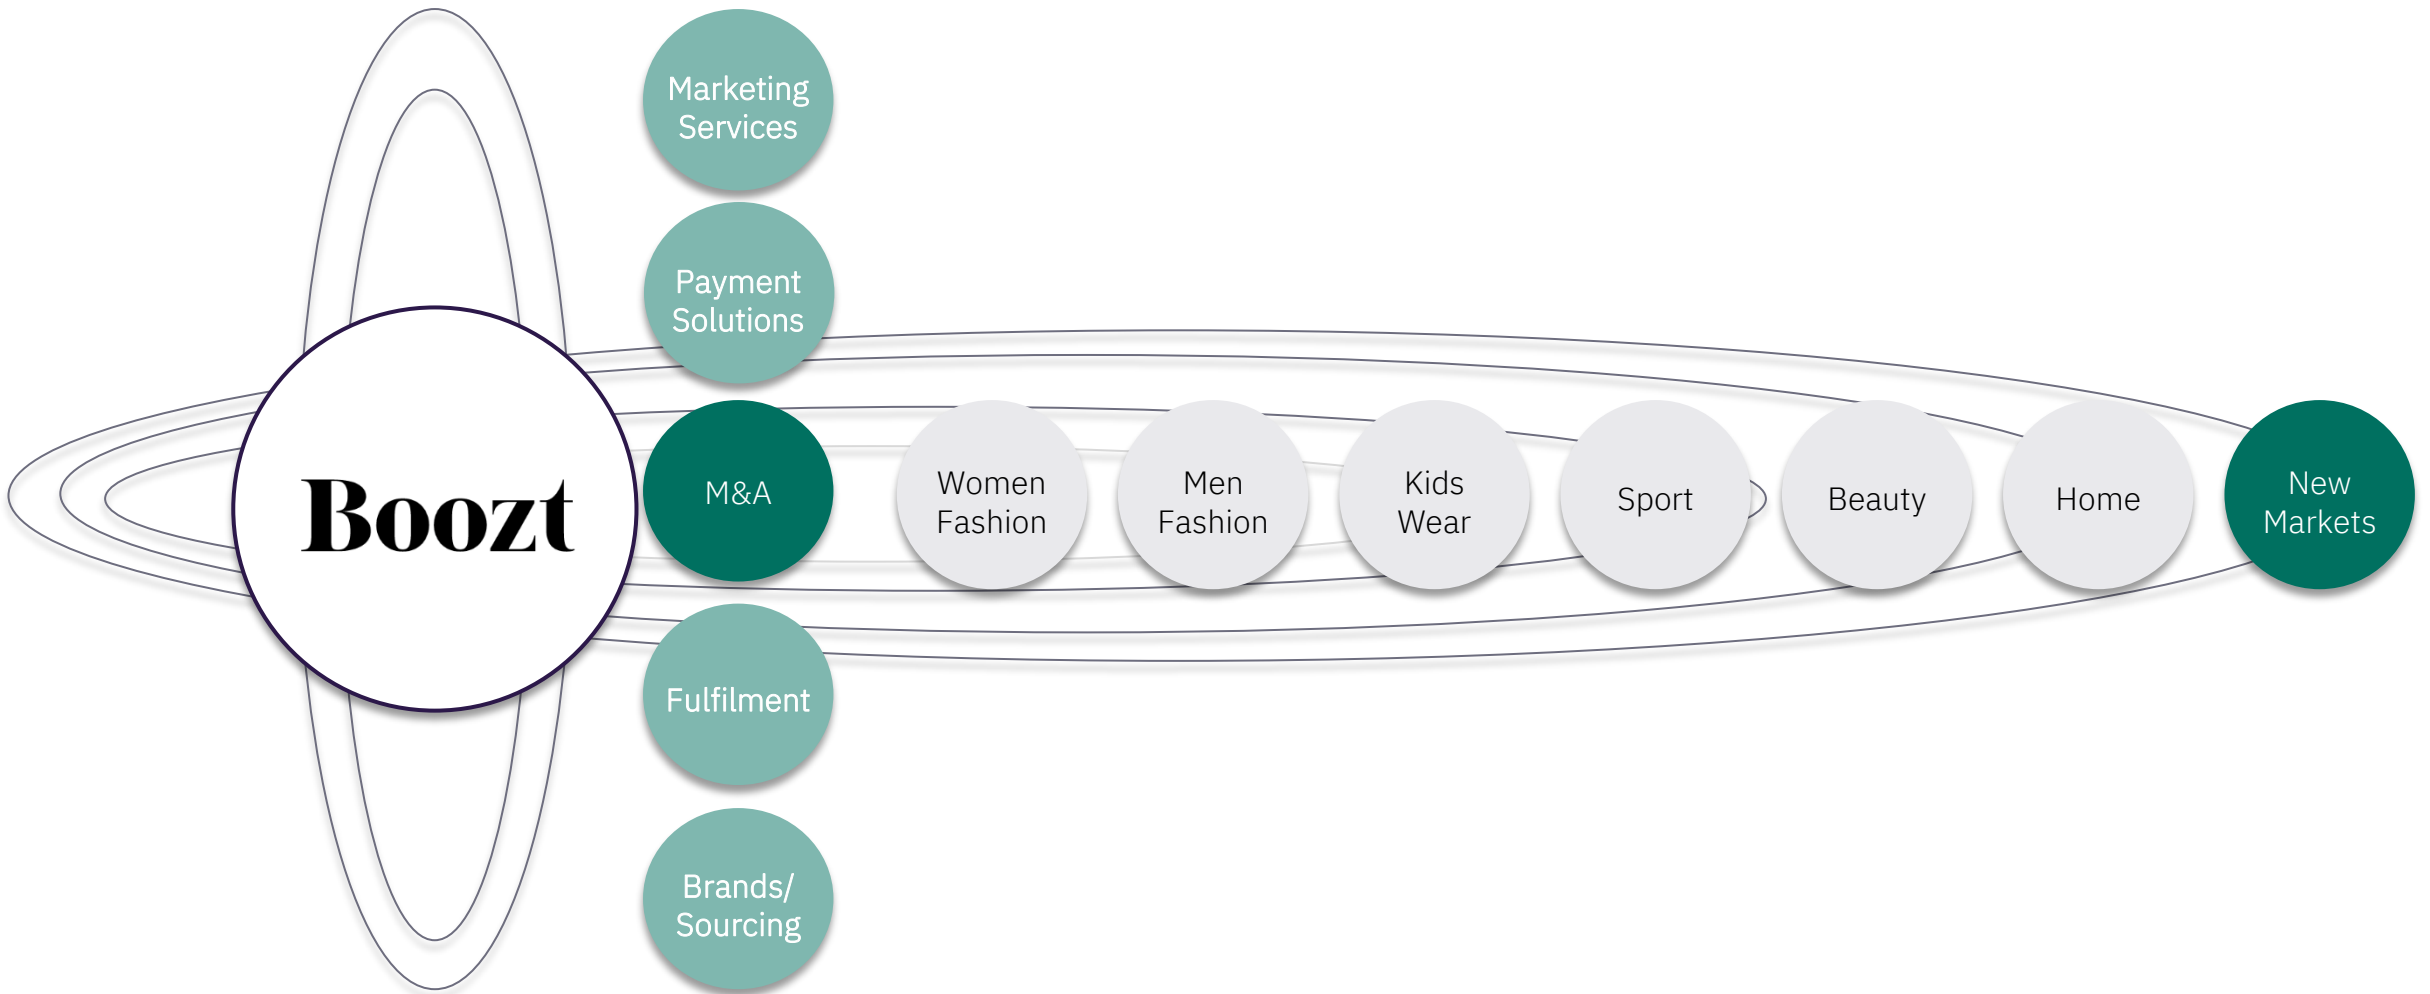 Marketing
Services
Payment
Solutions
Boozt
M&A
Women
Fashion
Men
Fashion
Kids
Wear
Sport
Beauty
Home
New
Markets
Fulfilment
Brands/
Sourcing